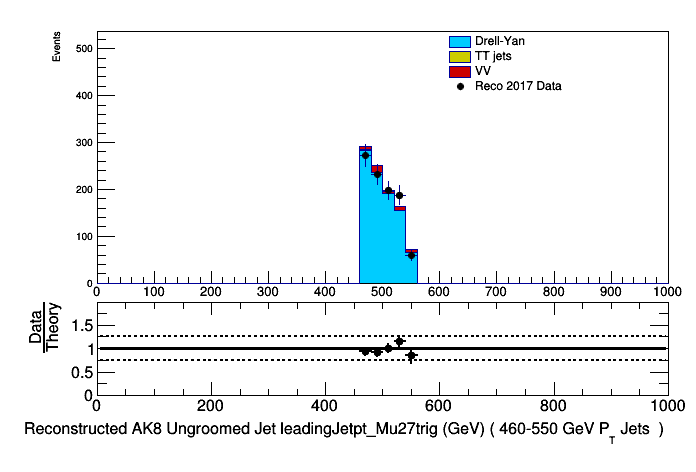 Events
500
400
300
200
100
0
Drell-Yan
TT jets
VV
Reco 2017 Data
0 100 200 300 400 500 600 700 800 900 1000
Data
Theory
1.5
1
0.5
0
0 200 400 600 800 1000
Reconstructed AK8 Ungroomed Jet leadingJetpt_Mu27trig (GeV) ( 460-550 GeV P_T Jets )